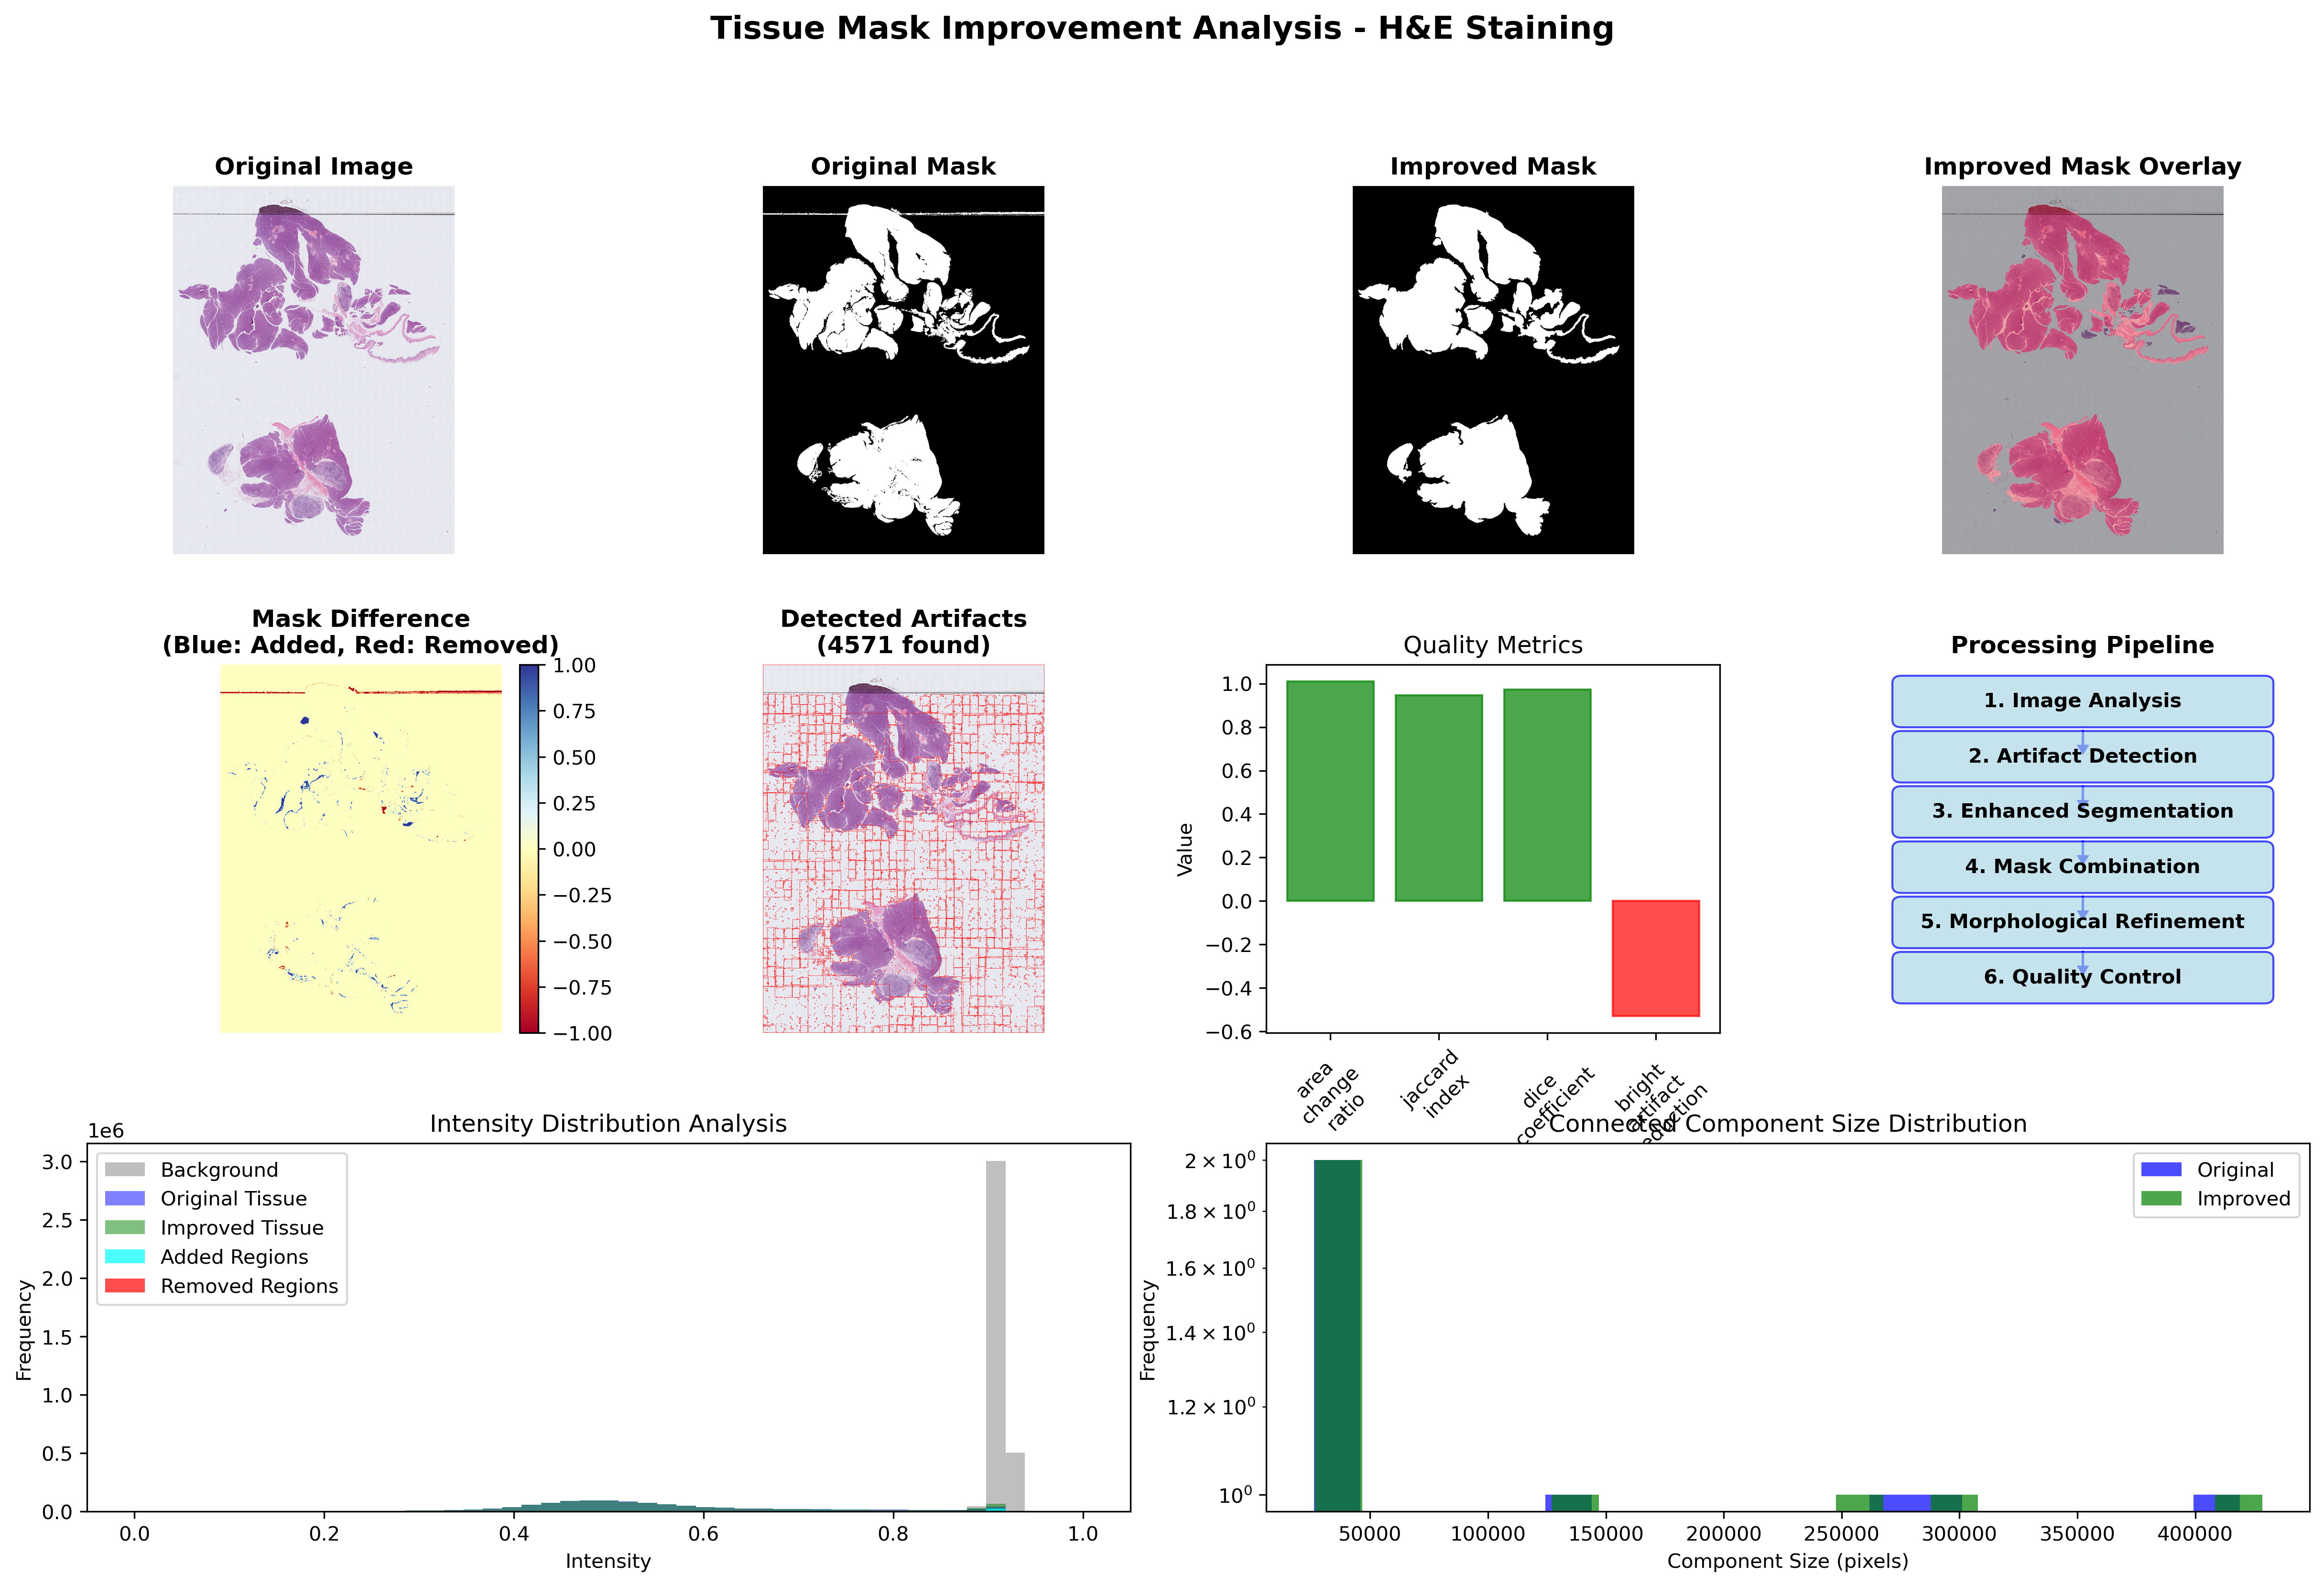 Tissue Mask Improvement Analysis - H&E Staining
Original Image
Original Mask
Improved Mask
Improved Mask Overlay
Mask Difference
(Blue: Added, Red: Removed)
1.00
0.75
0.50
0.25
0.00
−0.25
−0.50
−0.75
−1.00
Detected Artifacts
(4571 found)
Quality Metrics
Value
1.0
0.8
0.6
0.4
0.2
0.0
−0.2
−0.4
−0.6
area
change
ratio
jaccard
index
dice
coefficient
bright
artifact
Processing Pipeline
1. Image Analysis
2. Artifact Detection
3. Enhanced Segmentation
4. Mask Combination
5. Morphological Refinement
6. Quality Control
Intensity Distribution Analysis
1e6
Frequency
3.0
2.5
2.0
1.5
1.0
0.5
0.0
Background
Original Tissue
Improved Tissue
Added Regions
Removed Regions
0.0 0.2 0.4 0.6 0.8 1.0
Intensity
Connected Component Size Distribution
Frequency
2 × 10⁰
1.8 × 10⁰
1.6 × 10⁰
1.4 × 10⁰
1.2 × 10⁰
10⁰
Original
Improved
50000 100000 150000 200000 250000 300000 350000 400000
Component Size (pixels)